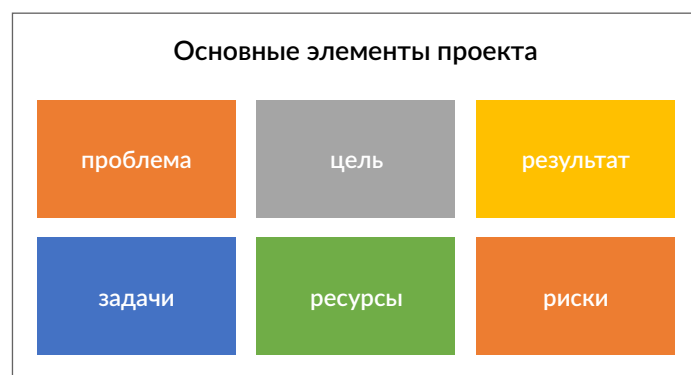 Основные элементы проекта
проблема
цель
результат
задачи
ресурсы
риски